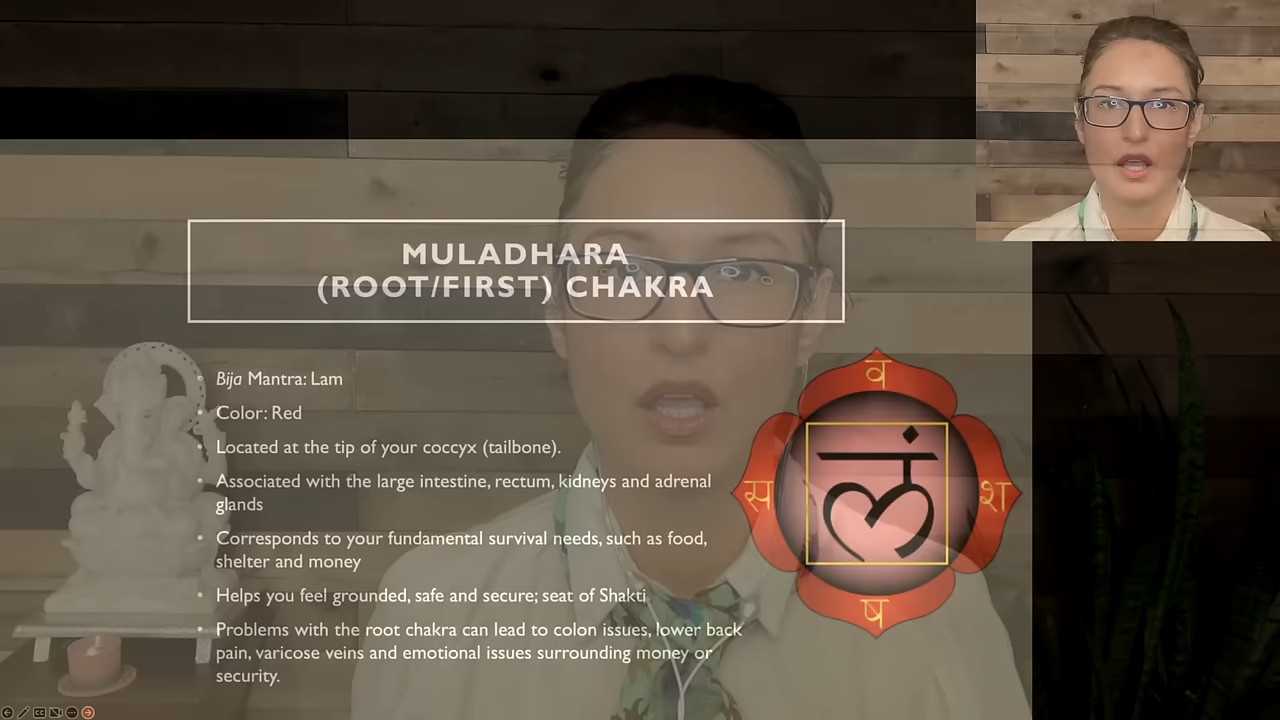 MULADHARA
(ROOT/FIRST) CHAKRA
Bija Mantra: Lam
Color: Red
Located at the tip of your coccyx (tailbone).
Associated with the large intestine, rectum, kidneys and adrenal
glands
Corresponds to your fundamental survival needs, such as food,
shelter and money
Helps you feel grounded, safe and secure; seat of Shakti
Problems with the root chakra can lead to colon issues, lower back
pain, varicose veins and emotional issues surrounding money or
security.
व
स
लं
श
ष